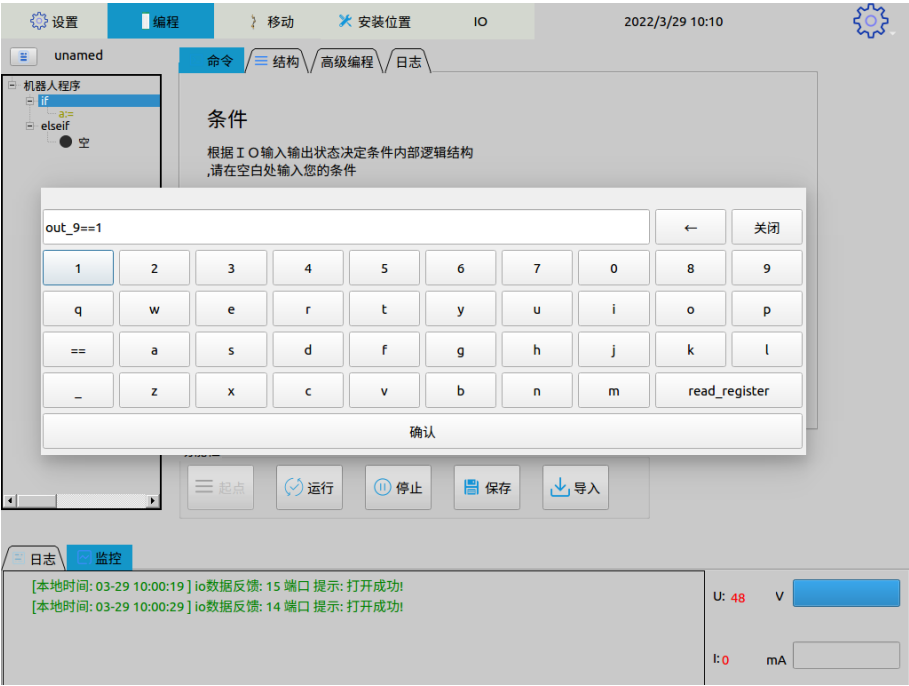 设置 编程 移动 安装位置 IO 2022/3/29 10:10
unnamed 命令 结构 高级编程 日志
机器人程序
if
a:=
elseif
空
条件
根据ＩＯ输入输出状态决定条件内部逻辑结构
,请在空白处输入您的条件
out_9==1 ← 关闭
1 2 3 4 5 6 7 0 8 9
q w e r t y u i o p
== a s d f g h j k l
_ z x c v b n m read_register
确认
起点 运行 停止 保存 导入
日志 监控
[本地时间: 03-29 10:00:19 ] io数据反馈: 15 端口 提示: 打开成功!
[本地时间: 03-29 10:00:29 ] io数据反馈: 14 端口 提示: 打开成功!
U: 48 V
I: 0 mA